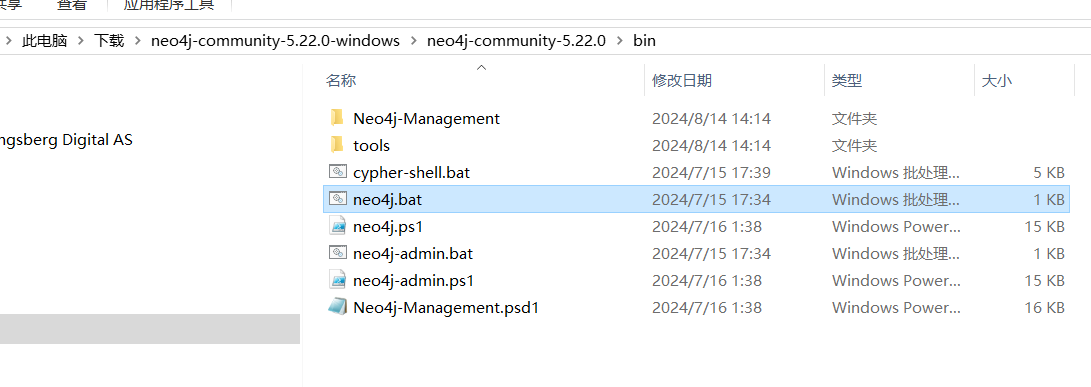 共享 查看 应用程序工具
此电脑 下载 neo4j-community-5.22.0-windows neo4j-community-5.22.0 bin
名称 修改日期 类型 大小
Neo4j-Management 2024/8/14 14:14 文件夹
ngsberg Digital AS
tools 2024/8/14 14:14 文件夹
cypher-shell.bat 2024/7/15 17:39 Windows 批处理... 5 KB
neo4j.bat 2024/7/15 17:34 Windows 批处理... 1 KB
neo4j.ps1 2024/7/16 1:38 Windows Power... 15 KB
neo4j-admin.bat 2024/7/15 17:34 Windows 批处理... 1 KB
neo4j-admin.ps1 2024/7/16 1:38 Windows Power... 15 KB
Neo4j-Management.psd1 2024/7/16 1:38 Windows Power... 16 KB